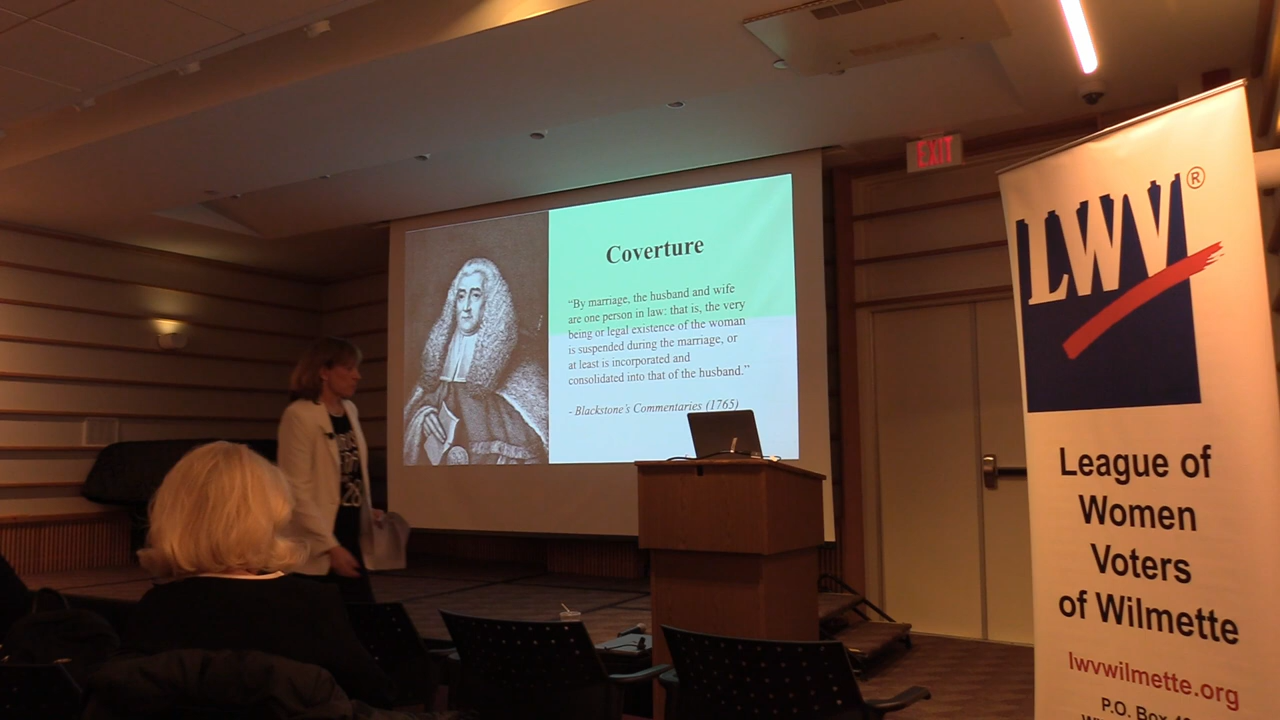 Coverture
“By marriage, the husband and wife
are one person in law: that is, the very
being or legal existence of the woman
is suspended during the marriage, or
at least is incorporated and
consolidated into that of the husband.”
- Blackstone's Commentaries (1765)
EXIT
LWV®
League of
Women
Voters
of Wilmette
lwvwilmette.org
P.O. Box